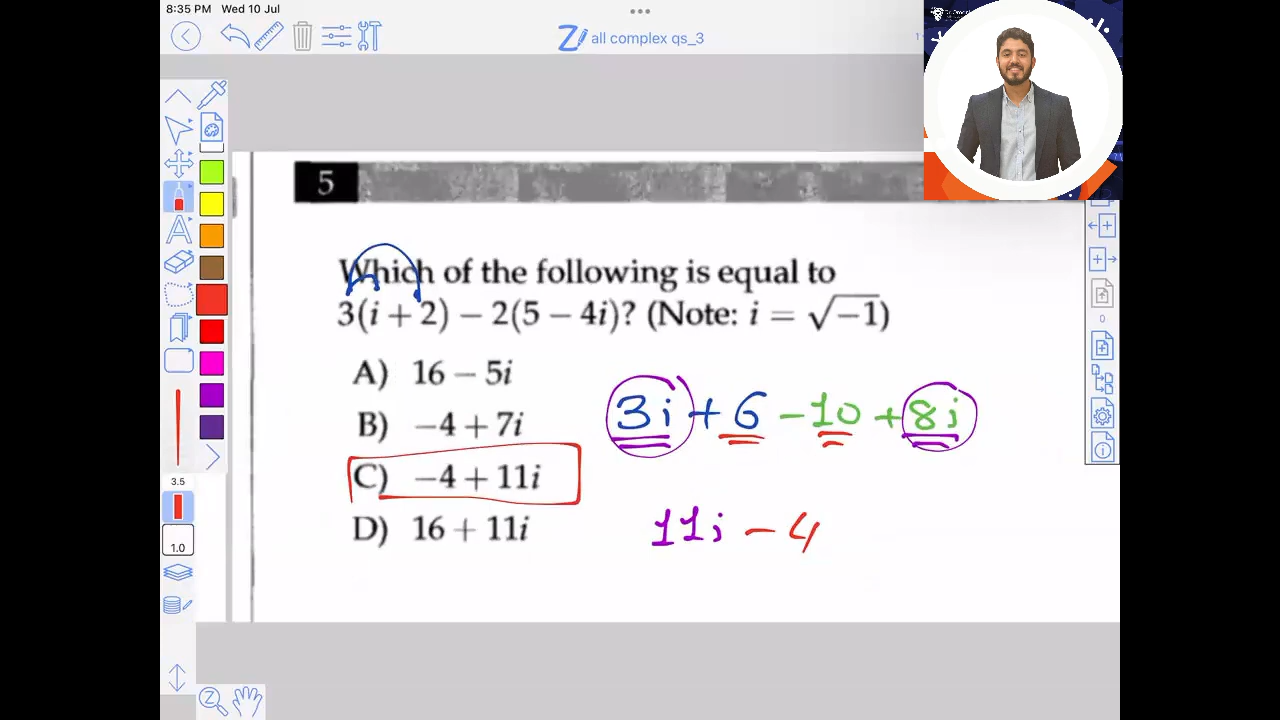 8:35 PM Wed 10 Jul
all complex qs_3
5
Which of the following is equal to
3(i + 2) − 2(5 − 4i)? (Note: i = √−1)
A) 16 − 5i
B) −4 + 7i
C) −4 + 11i
D) 16 + 11i
3i + 6 − 10 + 8i
11i − 4
3.5
1.0
0